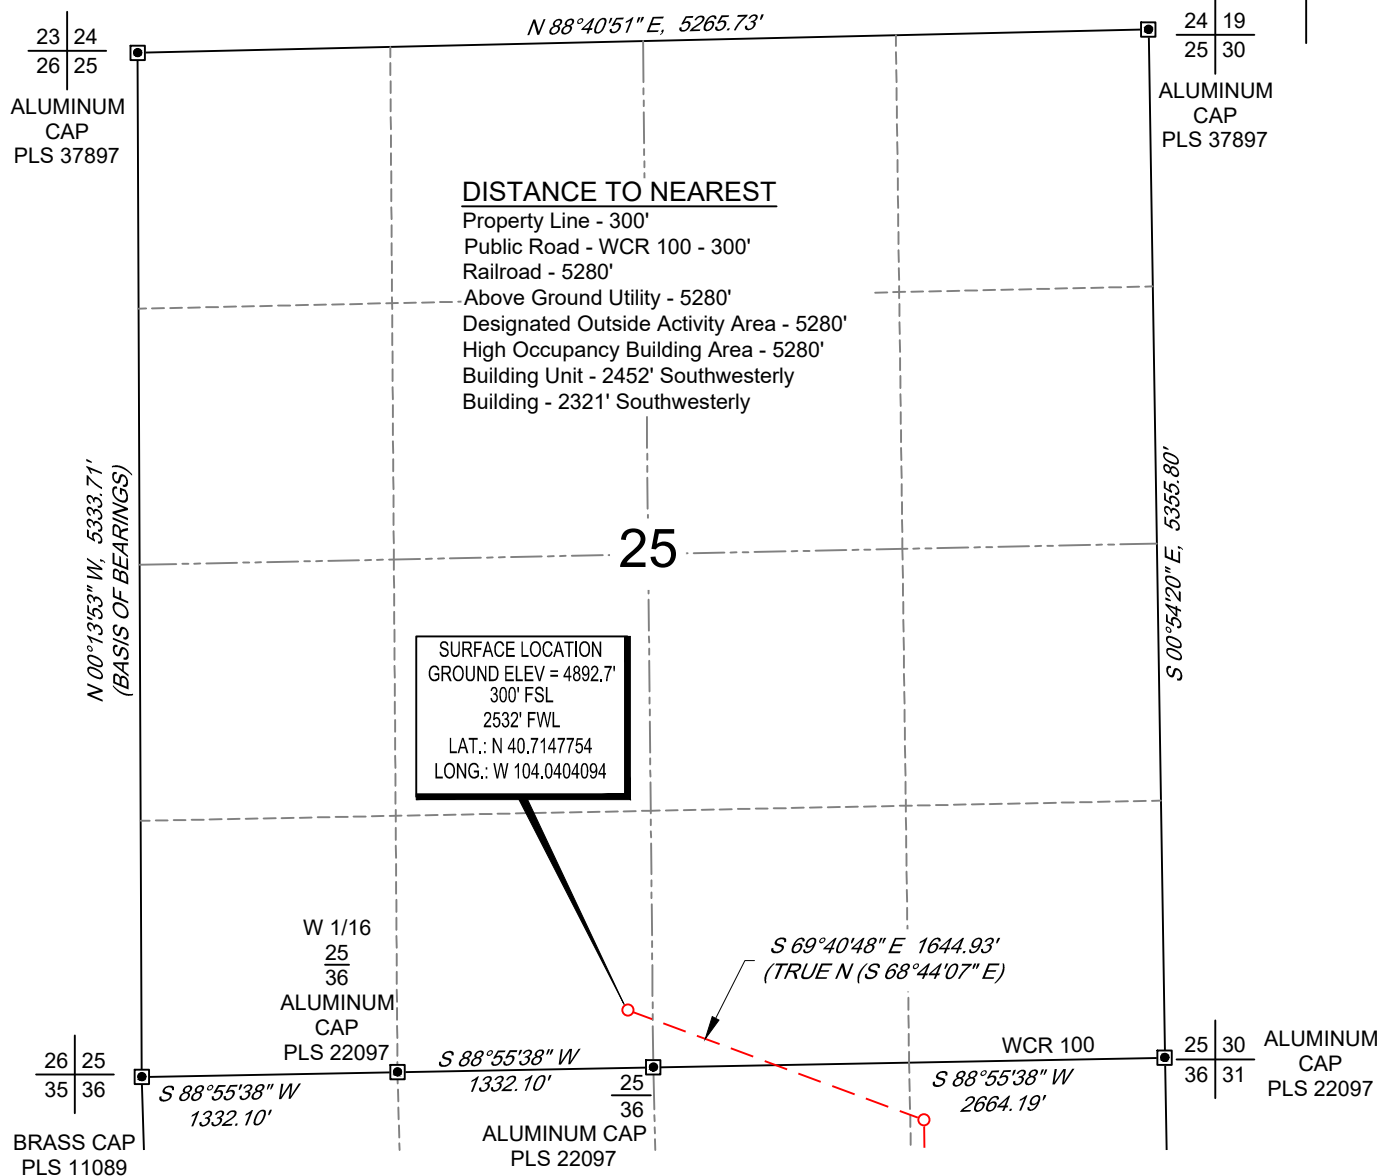 N 88°40'51" E, 5265.73'
23 24
26 25
ALUMINUM
CAP
PLS 37897
24 19
25 30
ALUMINUM
CAP
PLS 37897
DISTANCE TO NEAREST
Property Line - 300'
Public Road - WCR 100 - 300'
Railroad - 5280'
Above Ground Utility - 5280'
Designated Outside Activity Area - 5280'
High Occupancy Building Area - 5280'
Building Unit - 2452' Southwesterly
Building - 2321' Southwesterly
N 00°13'53" W, 5333.71'
(BASIS OF BEARINGS)
25
S 00°54'20" E, 5355.80'
SURFACE LOCATION
GROUND ELEV = 4892.7'
300' FSL
2532' FWL
LAT.: N 40.7147754
LONG.: W 104.0404094
W 1/16
25
36
ALUMINUM
CAP
PLS 22097
S 69°40'48" E 1644.93'
(TRUE N (S 68°44'07" E)
WCR 100
26 25
35 36
BRASS CAP
PLS 11089
S 88°55'38" W
1332.10'
S 88°55'38" W
1332.10'
25
36
ALUMINUM CAP
PLS 22097
S 88°55'38" W
2664.19'
25 30
36 31
ALUMINUM
CAP
PLS 22097